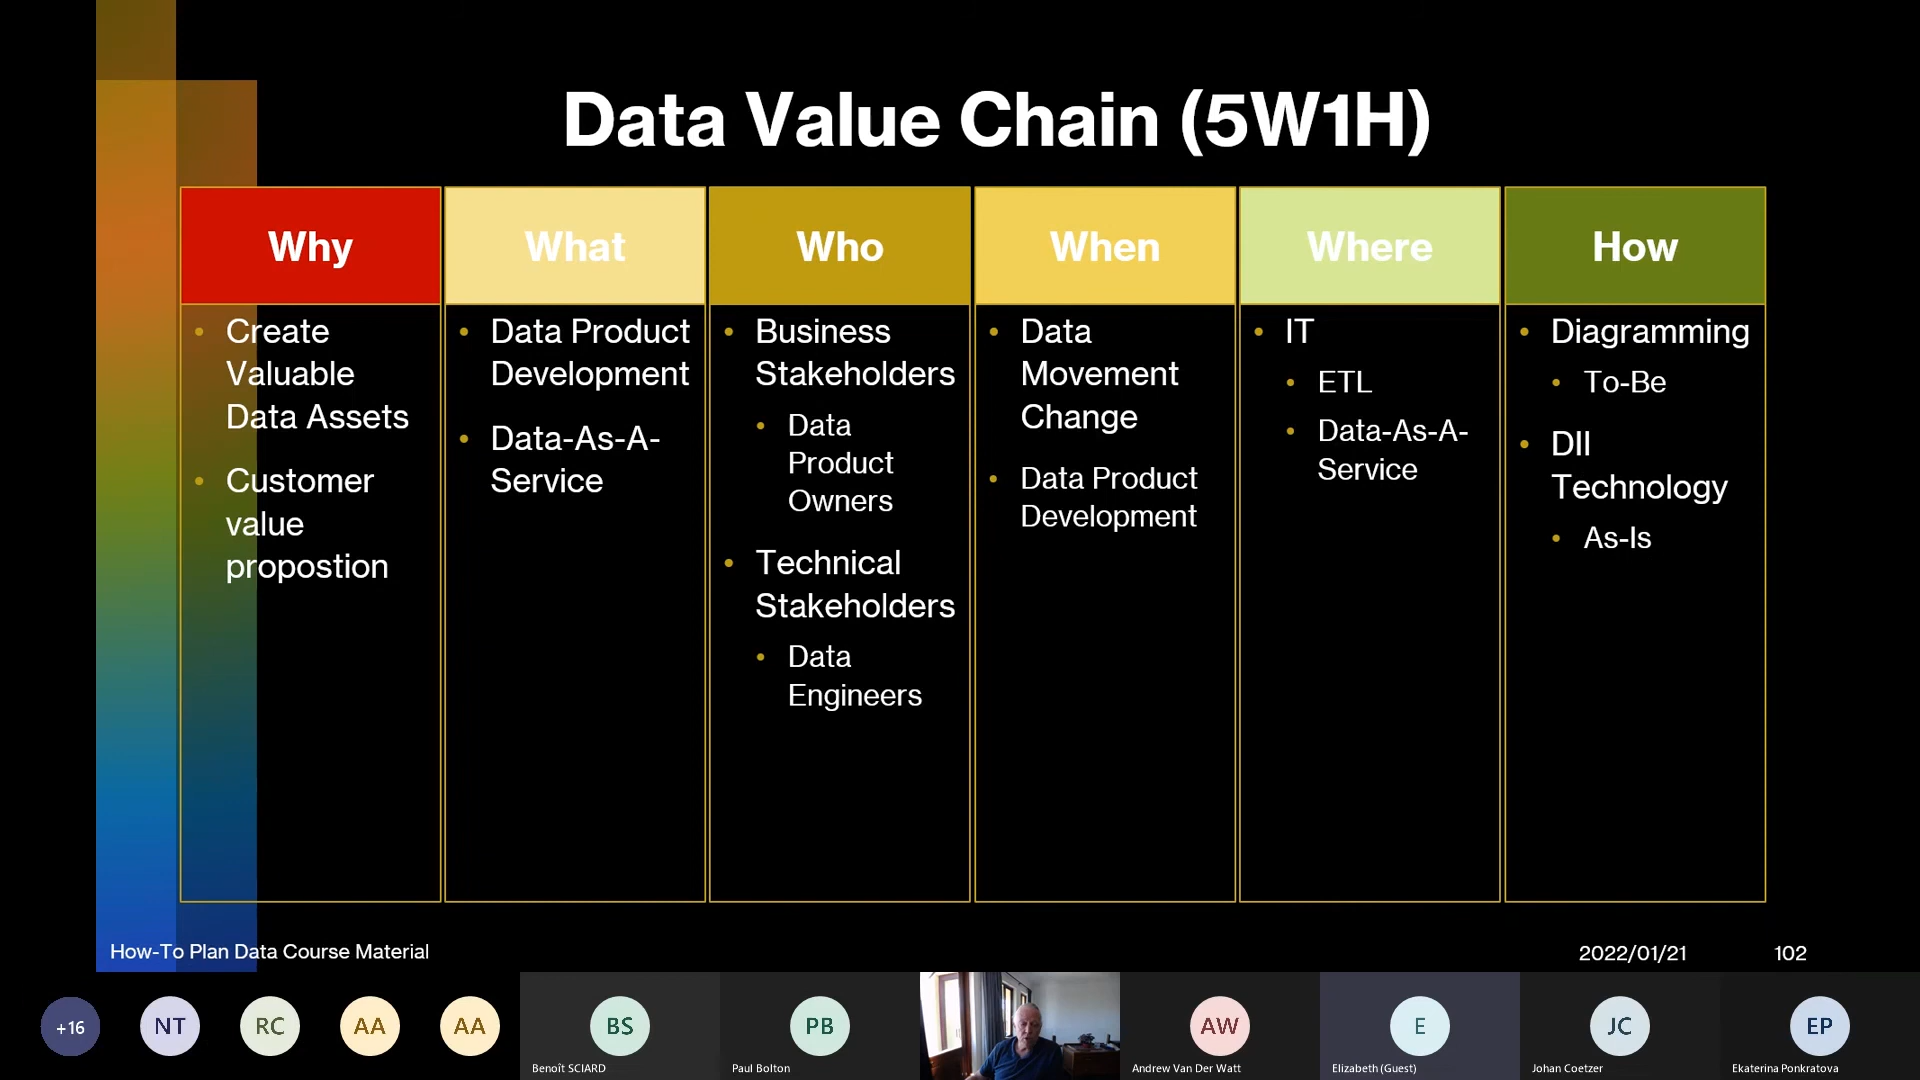 Data Value Chain (5W1H)
Why
What
Who
When
Where
How
Create
Valuable
Data Assets
Customer
value
propostion
Data Product
Development
Data-As-A-
Service
Business
Stakeholders
Data
Product
Owners
Technical
Stakeholders
Data
Engineers
Data
Movement
Change
Data Product
Development
IT
ETL
Data-As-A-
Service
Diagramming
To-Be
DII
Technology
As-Is
How-To Plan Data Course Material
2022/01/21
102
+16
NT
RC
AA
AA
BS
Benoît SCIARD
PB
Paul Bolton
AW
Andrew Van Der Watt
E
Elizabeth (Guest)
JC
Johan Coetzer
EP
Ekaterina Ponkratova